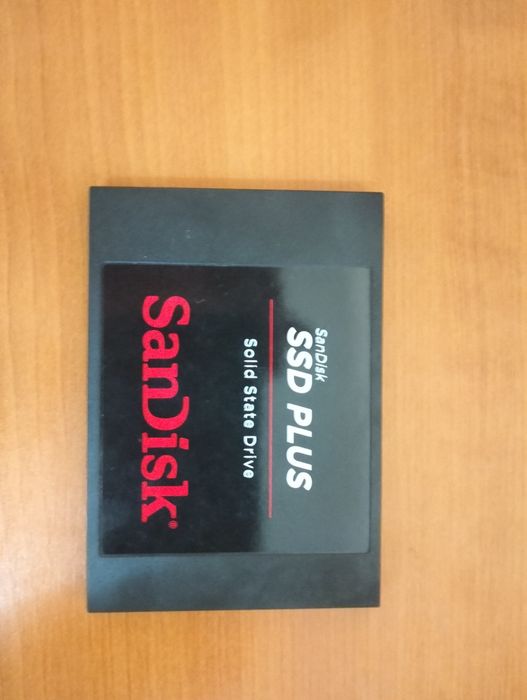 SanDisk
SSD PLUS
Solid State Drive
SanDisk®